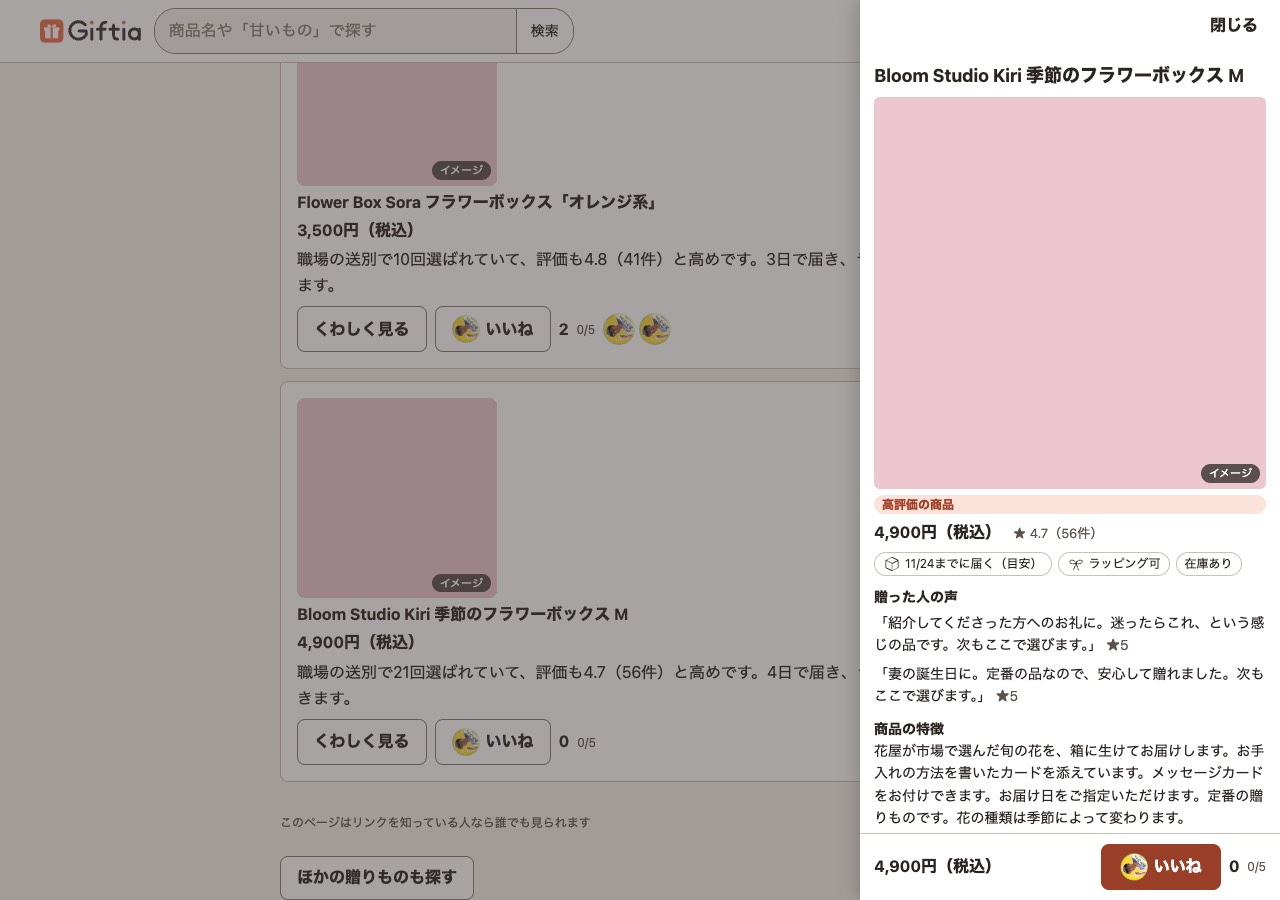 Giftia
商品名や「甘いもの」で探す
検索
イメージ
Flower Box Sora フラワーボックス「オレンジ系」
3,500円（税込）
職場の送別で10回選ばれていて、評価も4.8（41件）と高めです。3日で届き、
ます。
くわしく見る
いいね
2
0/5
イメージ
Bloom Studio Kiri 季節のフラワーボックス M
4,900円（税込）
職場の送別で21回選ばれていて、評価も4.7（56件）と高めです。4日で届き、
きます。
くわしく見る
いいね
0
0/5
このページはリンクを知っている人なら誰でも見られます
ほかの贈りものも探す
閉じる
Bloom Studio Kiri 季節のフラワーボックス M
イメージ
高評価の商品
4,900円（税込） ★ 4.7（56件）
11/24までに届く（目安） ラッピング可 在庫あり
贈った人の声
「紹介してくださった方へのお礼に。迷ったらこれ、という感
じの品です。次もここで選びます。」 ★5
「妻の誕生日に。定番の品なので、安心して贈れました。次も
ここで選びます。」 ★5
商品の特徴
花屋が市場で選んだ旬の花を、箱に生けてお届けします。お手
入れの方法を書いたカードを添えています。メッセージカード
をお付けできます。お届け日をご指定いただけます。定番の贈
りものです。花の種類は季節によって変わります。
4,900円（税込）
いいね
0
0/5